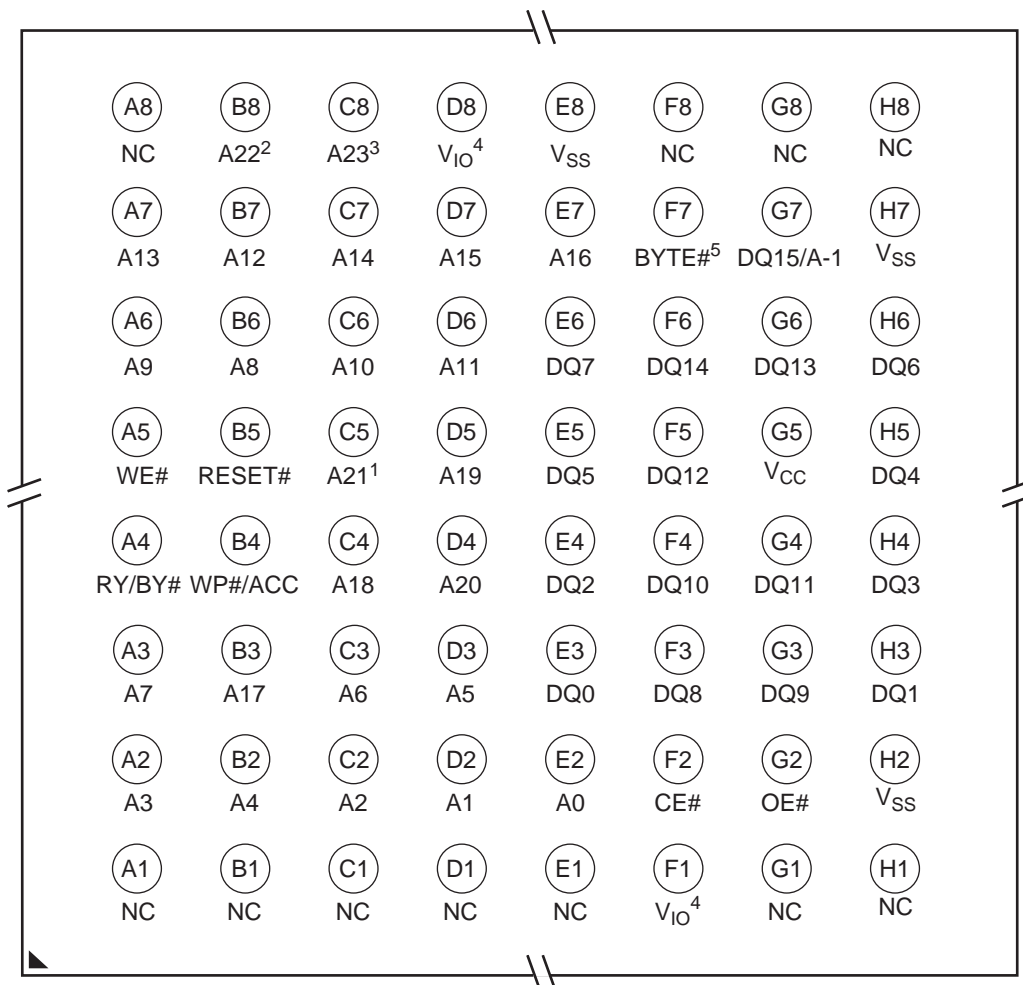 A8 B8 C8 D8 E8 F8 G8 H8
NC A22² A23³ V_IO⁴ V_SS NC NC NC
A7 B7 C7 D7 E7 F7 G7 H7
A13 A12 A14 A15 A16 BYTE#⁵ DQ15/A-1 V_SS
A6 B6 C6 D6 E6 F6 G6 H6
A9 A8 A10 A11 DQ7 DQ14 DQ13 DQ6
A5 B5 C5 D5 E5 F5 G5 H5
WE# RESET# A21¹ A19 DQ5 DQ12 V_CC DQ4
A4 B4 C4 D4 E4 F4 G4 H4
RY/BY# WP#/ACC A18 A20 DQ2 DQ10 DQ11 DQ3
A3 B3 C3 D3 E3 F3 G3 H3
A7 A17 A6 A5 DQ0 DQ8 DQ9 DQ1
A2 B2 C2 D2 E2 F2 G2 H2
A3 A4 A2 A1 A0 CE# OE# V_SS
A1 B1 C1 D1 E1 F1 G1 H1
NC NC NC NC NC V_IO⁴ NC NC